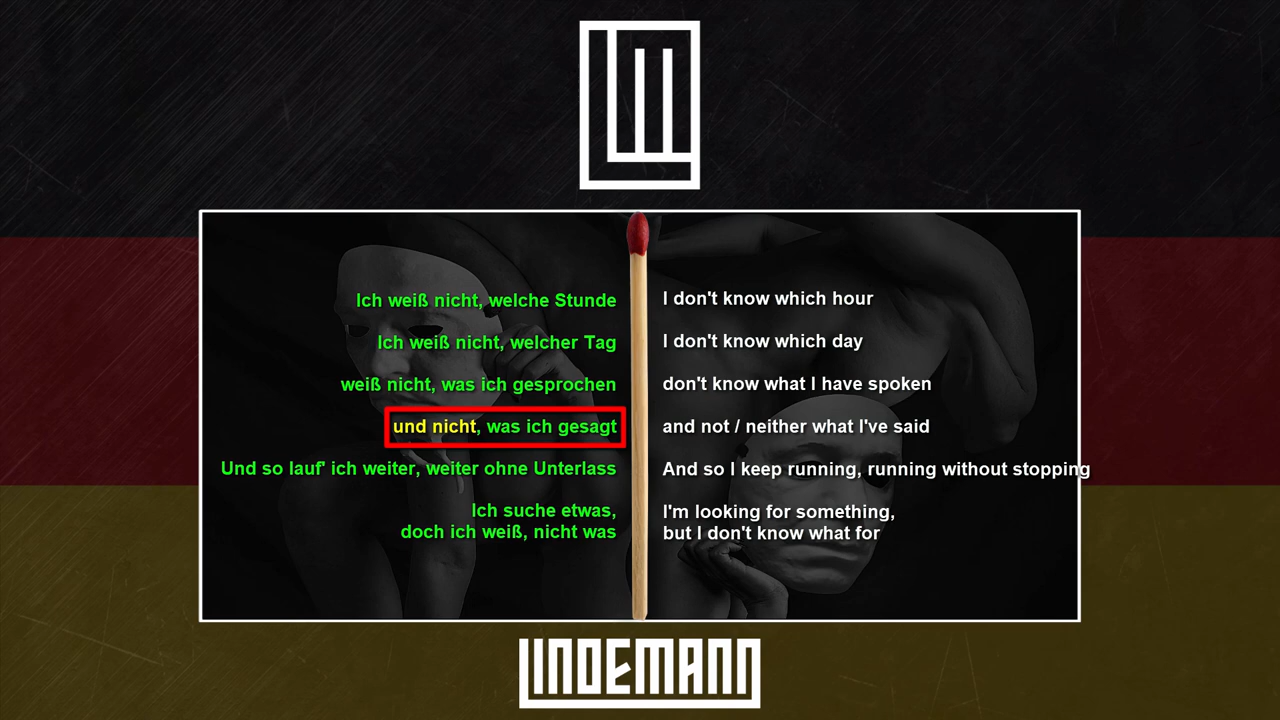 Ich weiß nicht, welche Stunde
Ich weiß nicht, welcher Tag
weiß nicht, was ich gesprochen
und nicht, was ich gesagt
Und so lauf' ich weiter, weiter ohne Unterlass
Ich suche etwas,
doch ich weiß, nicht was
I don't know which hour
I don't know which day
don't know what I have spoken
and not / neither what I've said
And so I keep running, running without stopping
I'm looking for something,
but I don't know what for
LINDEMANN